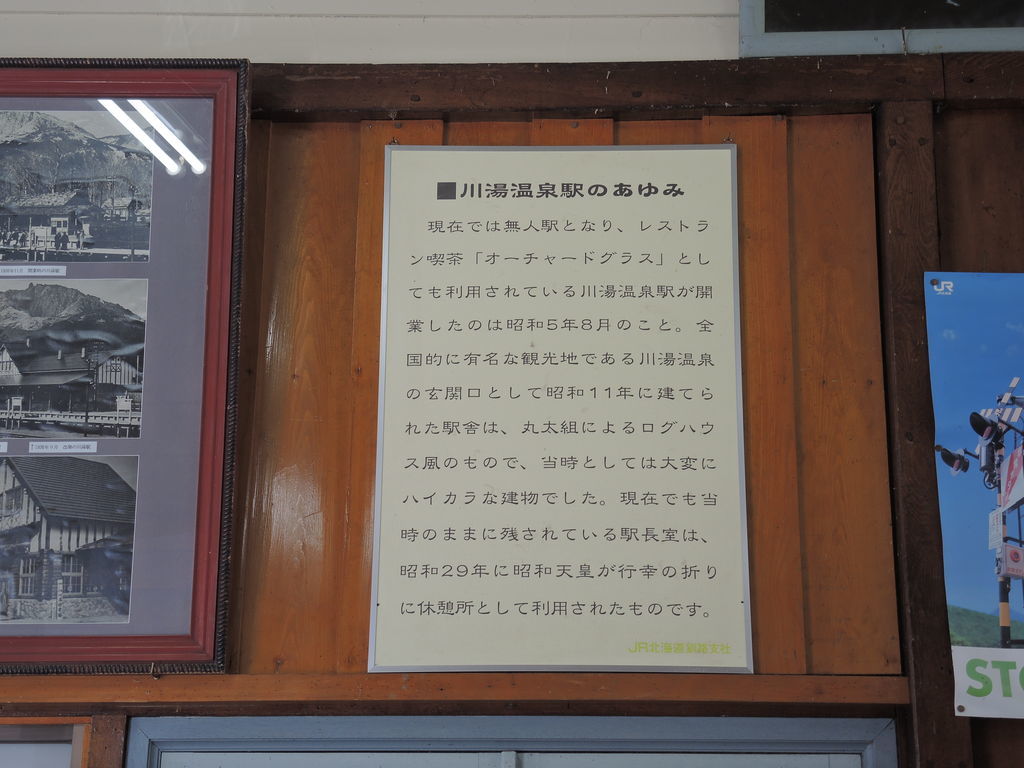 ■川湯温泉駅のあゆみ
現在では無人駅となり、レストラ
ン喫茶「オーチャードグラス」とし
ても利用されている川湯温泉駅が開
業したのは昭和5年8月のこと。全
国的に有名な観光地である川湯温泉
の玄関口として昭和11年に建てら
れた駅舎は、丸太組によるログハウ
ス風のもので、当時としては大変に
ハイカラな建物でした。現在でも当
時のままに残されている駅長室は、
昭和29年に昭和天皇が行幸の折り
に休憩所として利用されたものです。
JR北海道釧路支社
JR
STO